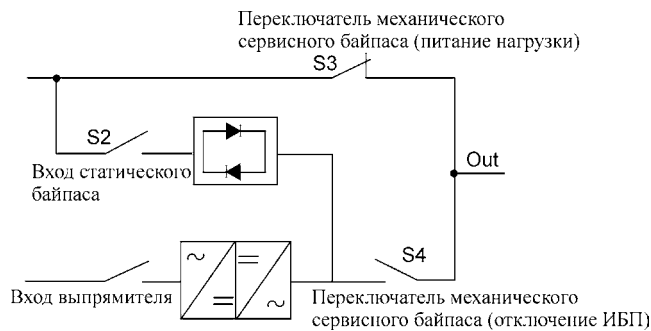 Переключатель механического
сервисного байпаса (питание нагрузки)
S3
S2
Вход статического
байпаса
Out
S4
Вход выпрямителя
Переключатель механического
сервисного байпаса (отключение ИБП)